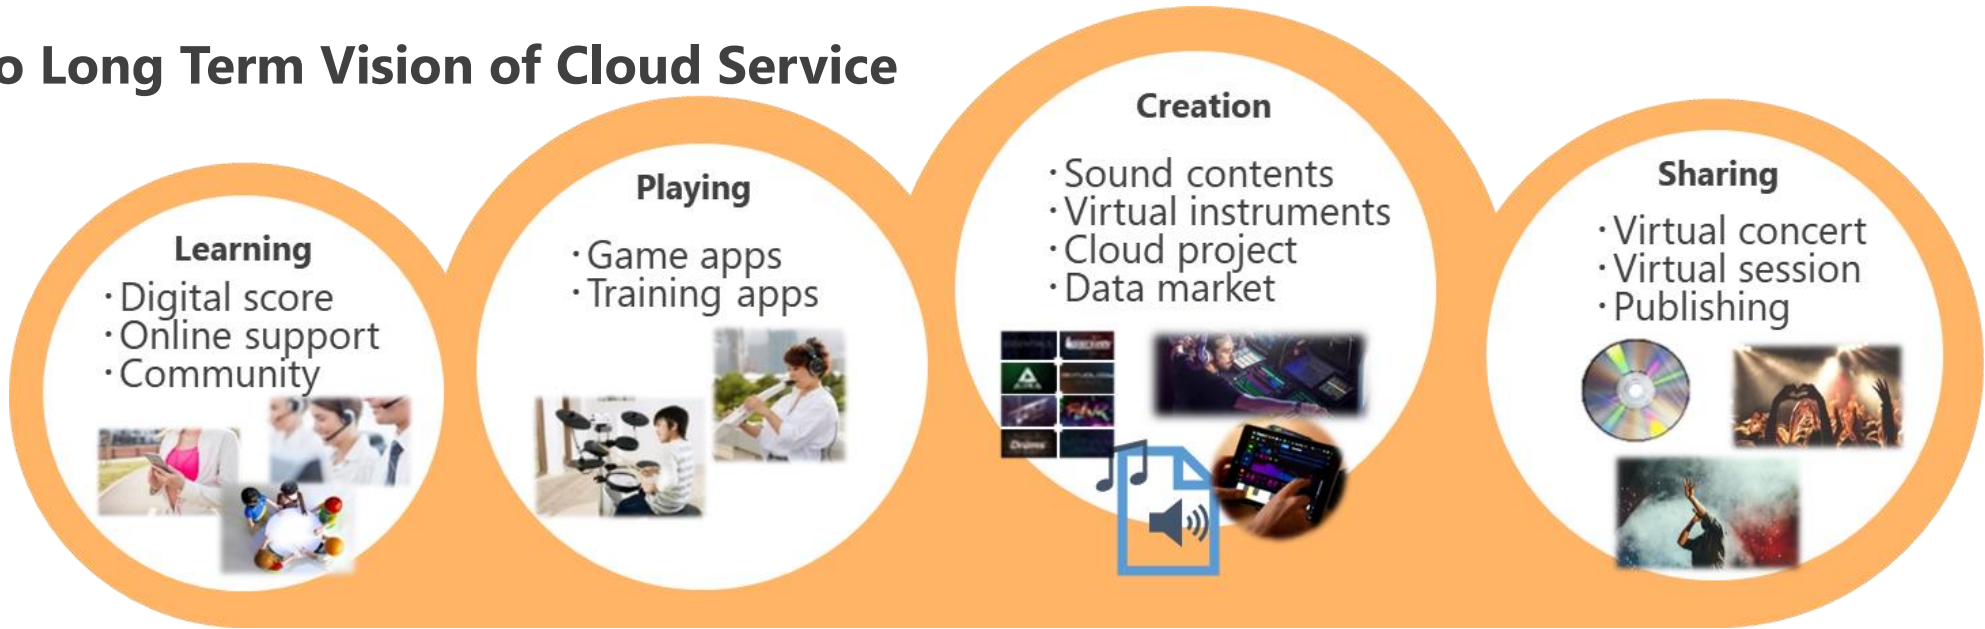 o Long Term Vision of Cloud Service
Learning
・Digital score
・Online support
・Community
Playing
・Game apps
・Training apps
Creation
・Sound contents
・Virtual instruments
・Cloud project
・Data market
Drums
Sharing
・Virtual concert
・Virtual session
・Publishing